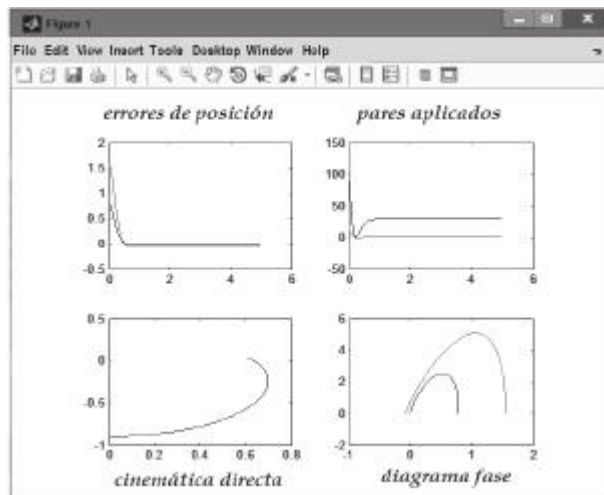 Figure 1
File Edit View Insert Tools Desktop Window Help
errores de posición
pares aplicados
2
1.5
1
0.5
0
-0.5
0 2 4 6
150
100
50
0
-50
0 2 4 6
0.5
0
-0.5
-1
0 0.2 0.4 0.6 0.8
6
4
2
0
-2
-1 0 1 2
cinemática directa
diagrama fase